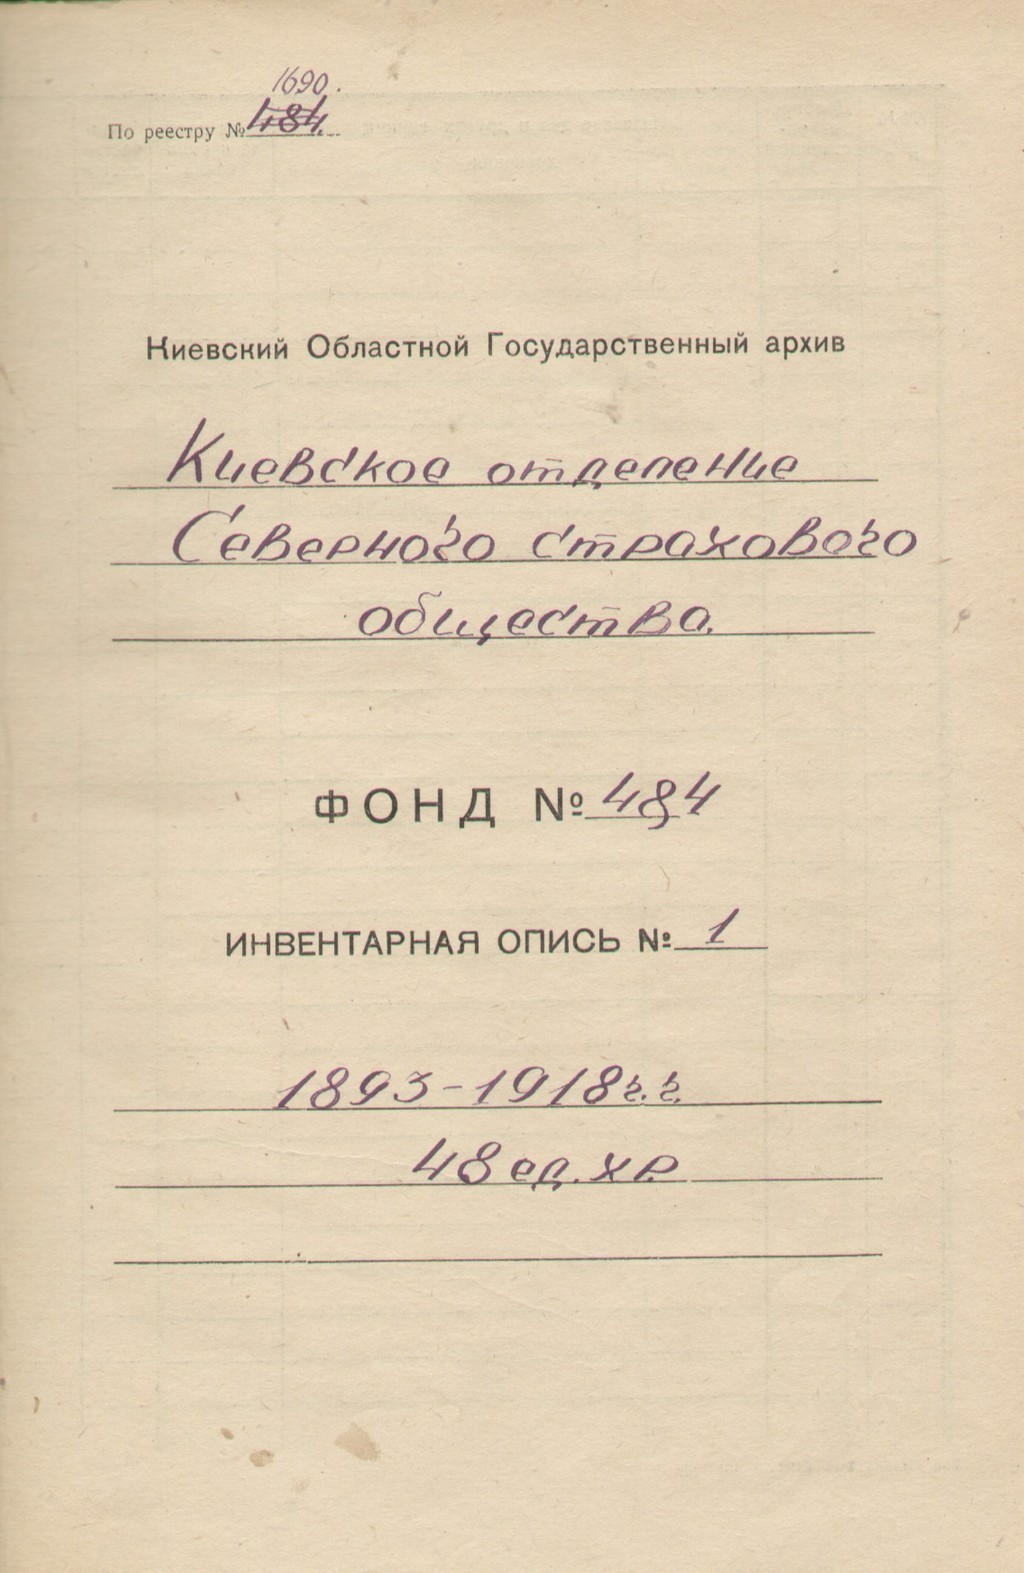 1690.
По реестру № 484.
Киевский Областной Государственный архив
Киевское отделение
Северного страхового
общества.
ФОНД № 484
ИНВЕНТАРНАЯ ОПИСЬ № 1
1893-1918 г.г.
48 ед. хр.